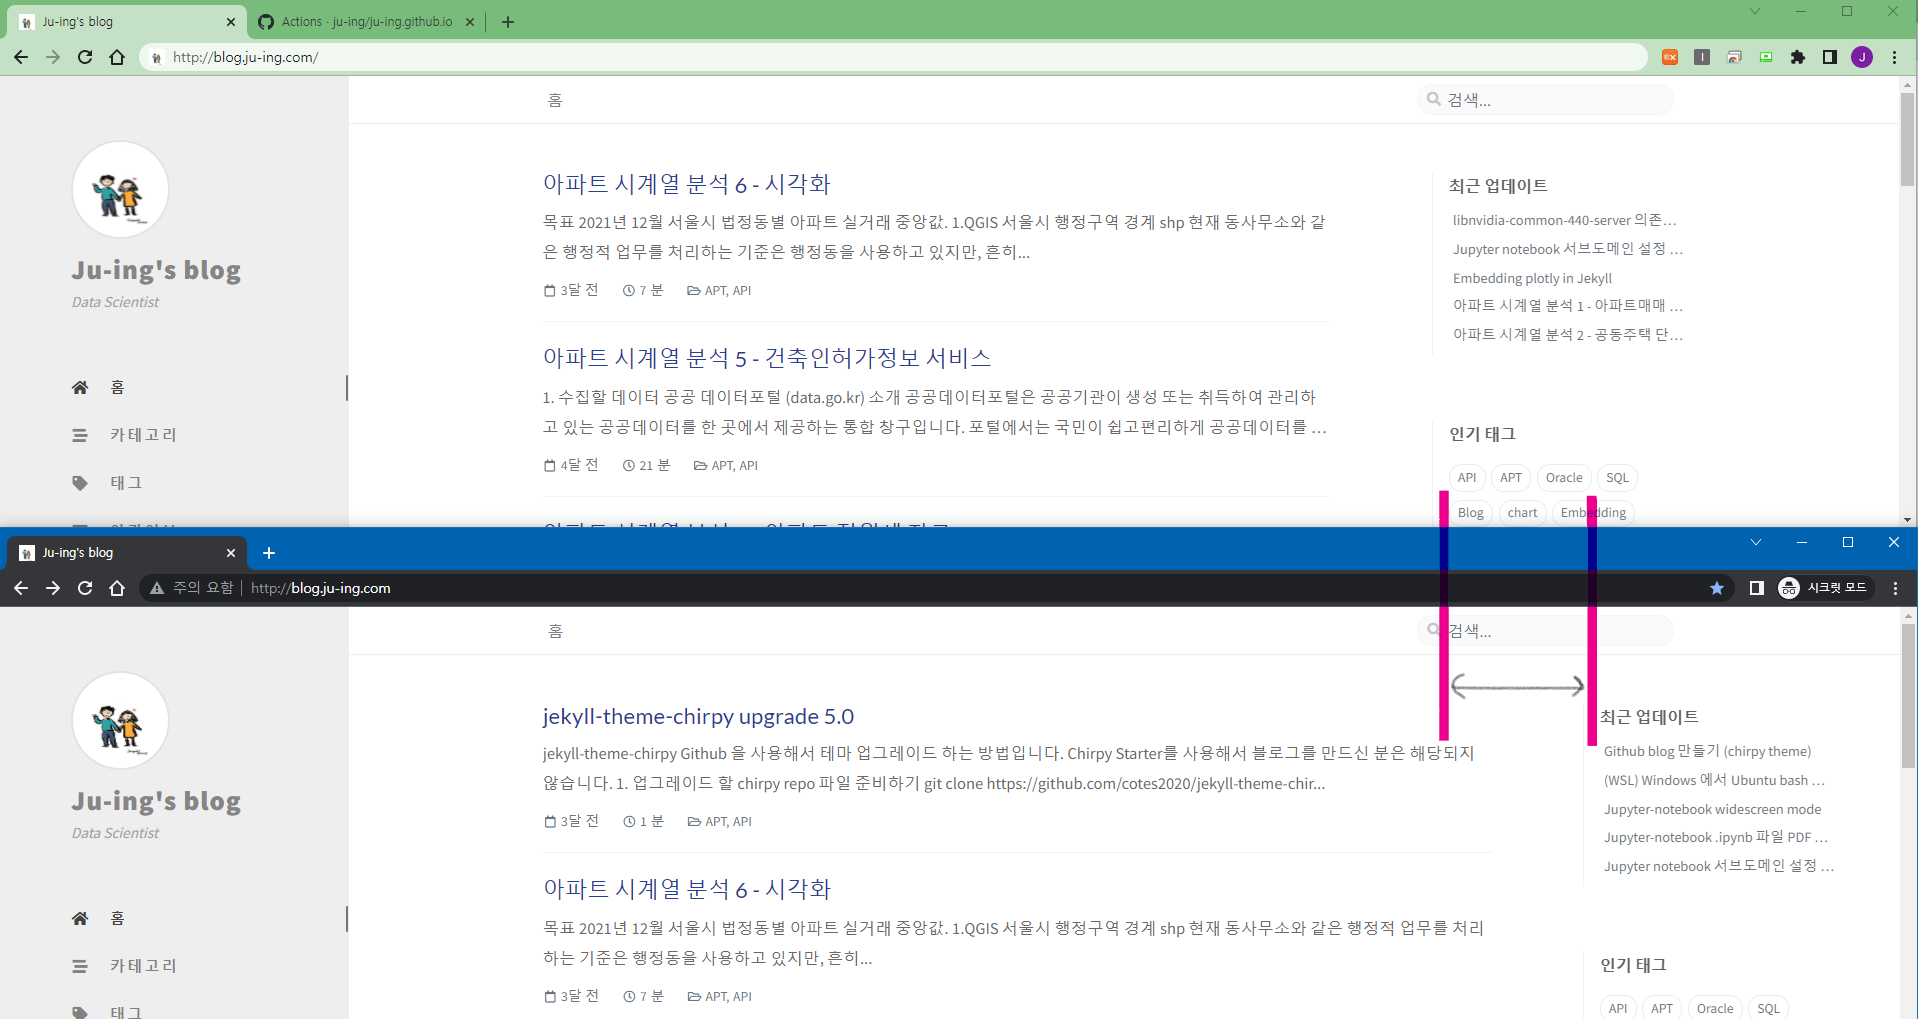 Ju-ing's blog
Actions · ju-ing/ju-ing.github.io
http://blog.ju-ing.com/
J
홈
검색...
Ju-ing's blog
Data Scientist
홈
카테고리
태그
아파트 시계열 분석 6 - 시각화
목표 2021년 12월 서울시 법정동별 아파트 실거래 중앙값. 1.QGIS 서울시 행정구역 경계 shp 현재 동사무소와 같
은 행정적 업무를 처리하는 기준은 행정동을 사용하고 있지만, 흔히...
3달 전 7 분 APT, API
아파트 시계열 분석 5 - 건축인허가정보 서비스
1. 수집할 데이터 공공 데이터포털 (data.go.kr) 소개 공공데이터포털은 공공기관이 생성 또는 취득하여 관리하
고 있는 공공데이터를 한 곳에서 제공하는 통합 창구입니다. 포털에서는 국민이 쉽고편리하게 공공데이터를 ...
4달 전 21 분 APT, API
최근 업데이트
libnvidia-common-440-server 의존...
Jupyter notebook 서브도메인 설정 ...
Embedding plotly in Jekyll
아파트 시계열 분석 1 - 아파트매매 ...
아파트 시계열 분석 2 - 공동주택 단...
인기 태그
API APT Oracle SQL
Blog chart Embedding
Ju-ing's blog
주의 요함 http://blog.ju-ing.com
시크릿 모드
홈
검색...
Ju-ing's blog
Data Scientist
홈
카테고리
태그
jekyll-theme-chirpy upgrade 5.0
jekyll-theme-chirpy Github 을 사용해서 테마 업그레이드 하는 방법입니다. Chirpy Starter를 사용해서 블로그를 만드신 분은 해당되지
않습니다. 1. 업그레이드 할 chirpy repo 파일 준비하기 git clone https://github.com/cotes2020/jekyll-theme-chir...
3달 전 1 분 APT, API
아파트 시계열 분석 6 - 시각화
목표 2021년 12월 서울시 법정동별 아파트 실거래 중앙값. 1.QGIS 서울시 행정구역 경계 shp 현재 동사무소와 같은 행정적 업무를 처리
하는 기준은 행정동을 사용하고 있지만, 흔히...
3달 전 7 분 APT, API
최근 업데이트
Github blog 만들기 (chirpy theme)
(WSL) Windows 에서 Ubuntu bash ...
Jupyter-notebook widescreen mode
Jupyter-notebook .ipynb 파일 PDF ...
Jupyter notebook 서브도메인 설정 ...
인기 태그
API APT Oracle SQL